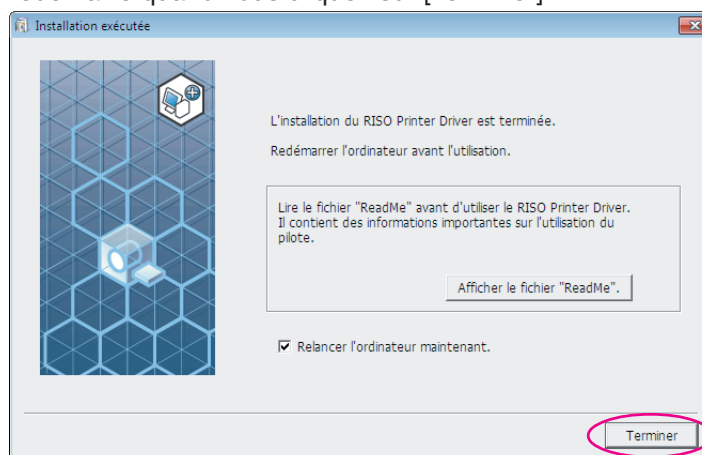 Installation exécutée
L'installation du RISO Printer Driver est terminée.
Redémarrer l'ordinateur avant l'utilisation.
Lire le fichier "ReadMe" avant d'utiliser le RISO Printer Driver.
Il contient des informations importantes sur l'utilisation du
pilote.
Afficher le fichier "ReadMe".
Relancer l'ordinateur maintenant.
Terminer